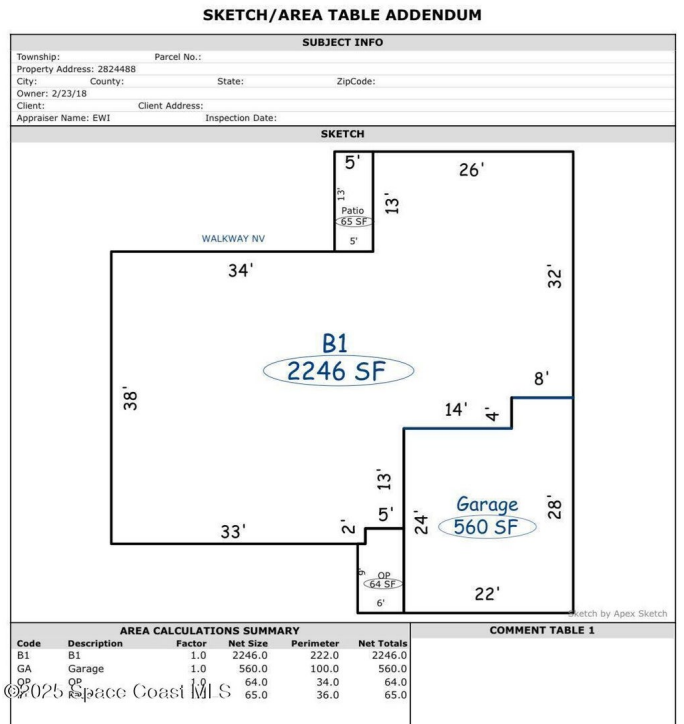 SKETCH/AREA TABLE ADDENDUM
SUBJECT INFO
Township: Parcel No.:
Property Address: 2824488
City: County: State: ZipCode:
Owner: 2/23/18
Client: Client Address:
Appraiser Name: EWI Inspection Date:
SKETCH
5' 26'
13' 13'
Patio
65 SF
5'
WALKWAY NV
34' 32'
B1
2246 SF
8'
38' 14' 4'
13'
Garage
560 SF
24' 28'
5'
33' 2'
9' OP
64 SF
6' 22'
Sketch by Apex Sketch
AREA CALCULATIONS SUMMARY COMMENT TABLE 1
Code Description Factor Net Size Perimeter Net Totals
B1 B1 1.0 2246.0 222.0 2246.0
GA Garage 1.0 560.0 100.0 560.0
OP OP 1.0 64.0 34.0 64.0
65.0 36.0 65.0
©2025 Space Coast MLS